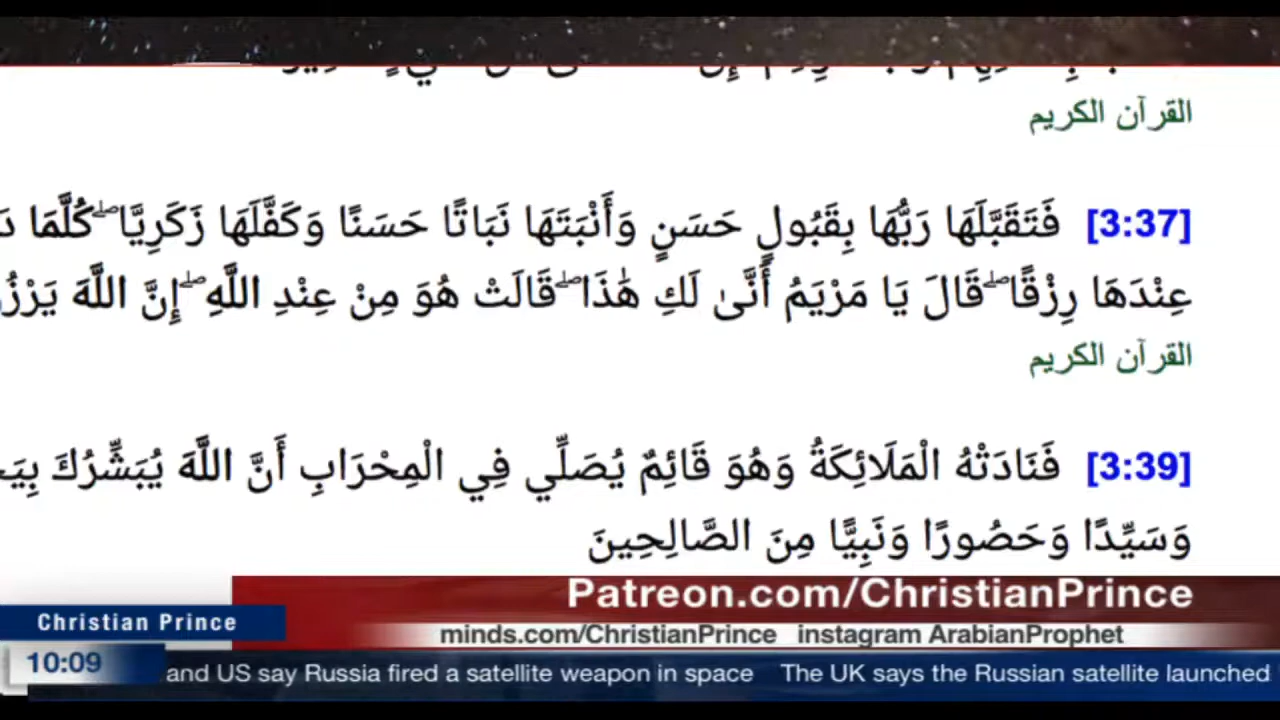 القرآن الكريم
[3:37] فَتَقَبَّلَهَا رَبُّهَا بِقَبُولٍ حَسَنٍ وَأَنْبَتَهَا نَبَاتًا حَسَنًا وَكَفَّلَهَا زَكَرِيَّا ۖ كُلَّمَا
عِنْدَهَا رِزْقًا ۖ قَالَ يَا مَرْيَمُ أَنَّىٰ لَكِ هَٰذَا ۖ قَالَتْ هُوَ مِنْ عِنْدِ اللَّهِ ۖ إِنَّ اللَّهَ
القرآن الكريم
[3:39] فَنَادَتْهُ الْمَلَائِكَةُ وَهُوَ قَائِمٌ يُصَلِّي فِي الْمِحْرَابِ أَنَّ اللَّهَ يُبَشِّرُكَ
وَسَيِّدًا وَحَصُورًا وَنَبِيًّا مِنَ الصَّالِحِينَ
Patreon.com/ChristianPrince
Christian Prince
minds.com/ChristianPrince instagram ArabianProphet
10:09
and US say Russia fired a satellite weapon in space The UK says the Russian satellite launched